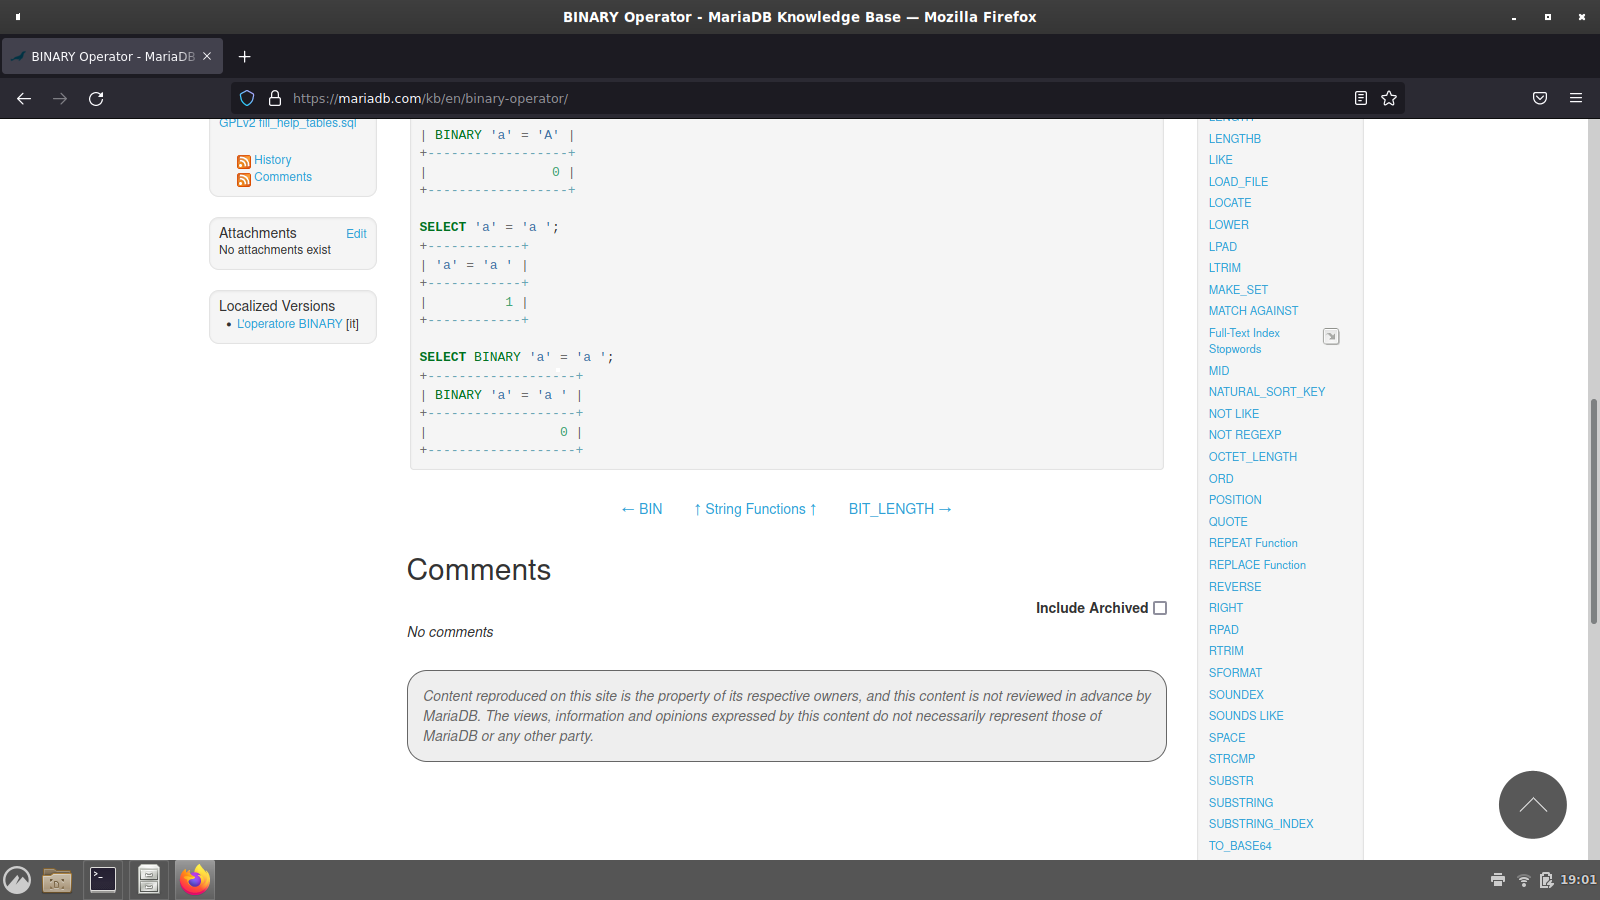 BINARY Operator - MariaDB Knowledge Base — Mozilla Firefox
BINARY Operator - MariaDB
https://mariadb.com/kb/en/binary-operator/
GPLv2 fill_help_tables.sql
History
Comments
Attachments Edit
No attachments exist
Localized Versions
• L'operatore BINARY [it]
| BINARY 'a' = 'A' |
+------------------+
|                0 |
+------------------+
SELECT 'a' = 'a ';
+------------+
| 'a' = 'a ' |
+------------+
|          1 |
+------------+
SELECT BINARY 'a' = 'a ';
+-------------------+
| BINARY 'a' = 'a ' |
+-------------------+
|                 0 |
+-------------------+
← BIN ↑ String Functions ↑ BIT_LENGTH →
Comments
Include Archived
No comments
Content reproduced on this site is the property of its respective owners, and this content is not reviewed in advance by
MariaDB. The views, information and opinions expressed by this content do not necessarily represent those of
MariaDB or any other party.
LENGTH
LENGTHB
LIKE
LOAD_FILE
LOCATE
LOWER
LPAD
LTRIM
MAKE_SET
MATCH AGAINST
Full-Text Index
Stopwords
MID
NATURAL_SORT_KEY
NOT LIKE
NOT REGEXP
OCTET_LENGTH
ORD
POSITION
QUOTE
REPEAT Function
REPLACE Function
REVERSE
RIGHT
RPAD
RTRIM
SFORMAT
SOUNDEX
SOUNDS LIKE
SPACE
STRCMP
SUBSTR
SUBSTRING
SUBSTRING_INDEX
TO_BASE64
19:01